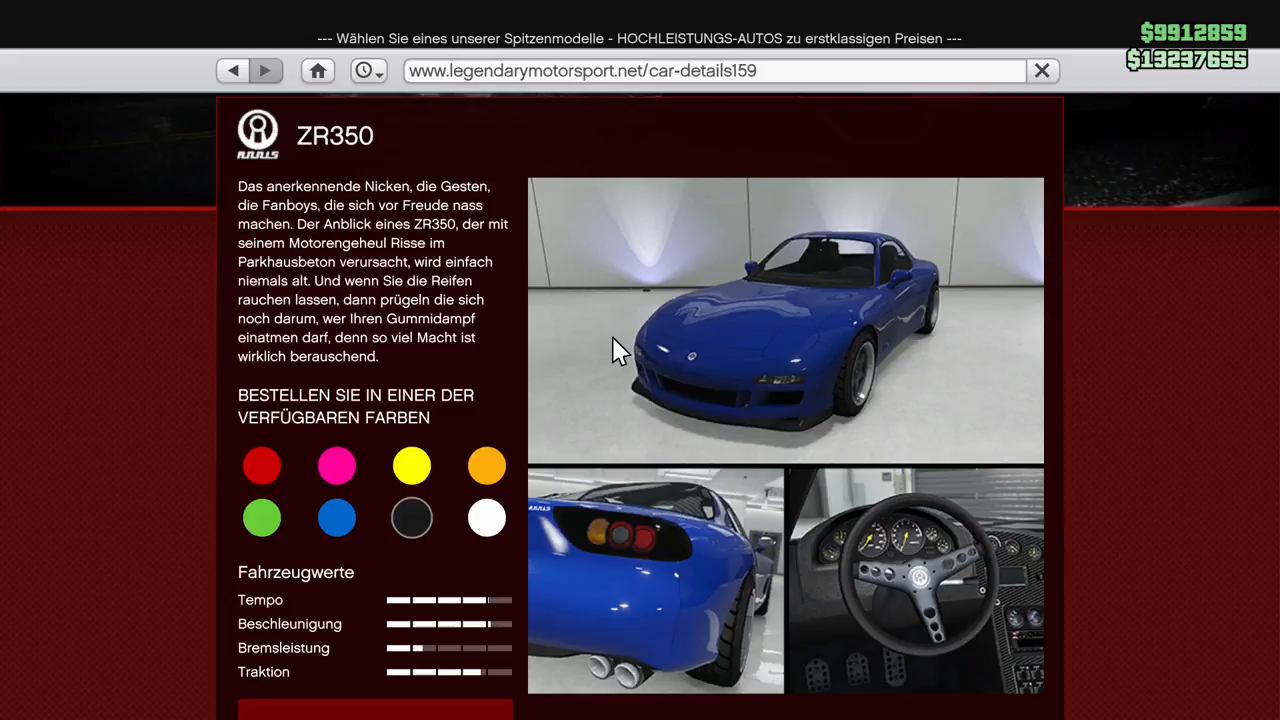 --- Wählen Sie eines unserer Spitzenmodelle - HOCHLEISTUNGS-AUTOS zu erstklassigen Preisen ---
$9912859
$13237655
www.legendarymotorsport.net/car-details159
ZR350
Das anerkennende Nicken, die Gesten,
die Fanboys, die sich vor Freude nass
machen. Der Anblick eines ZR350, der mit
seinem Motorengeheul Risse im
Parkhausbeton verursacht, wird einfach
niemals alt. Und wenn Sie die Reifen
rauchen lassen, dann prügeln die sich
noch darum, wer Ihren Gummidampf
einatmen darf, denn so viel Macht ist
wirklich berauschend.
BESTELLEN SIE IN EINER DER
VERFÜGBAREN FARBEN
Fahrzeugwerte
Tempo
Beschleunigung
Bremsleistung
Traktion